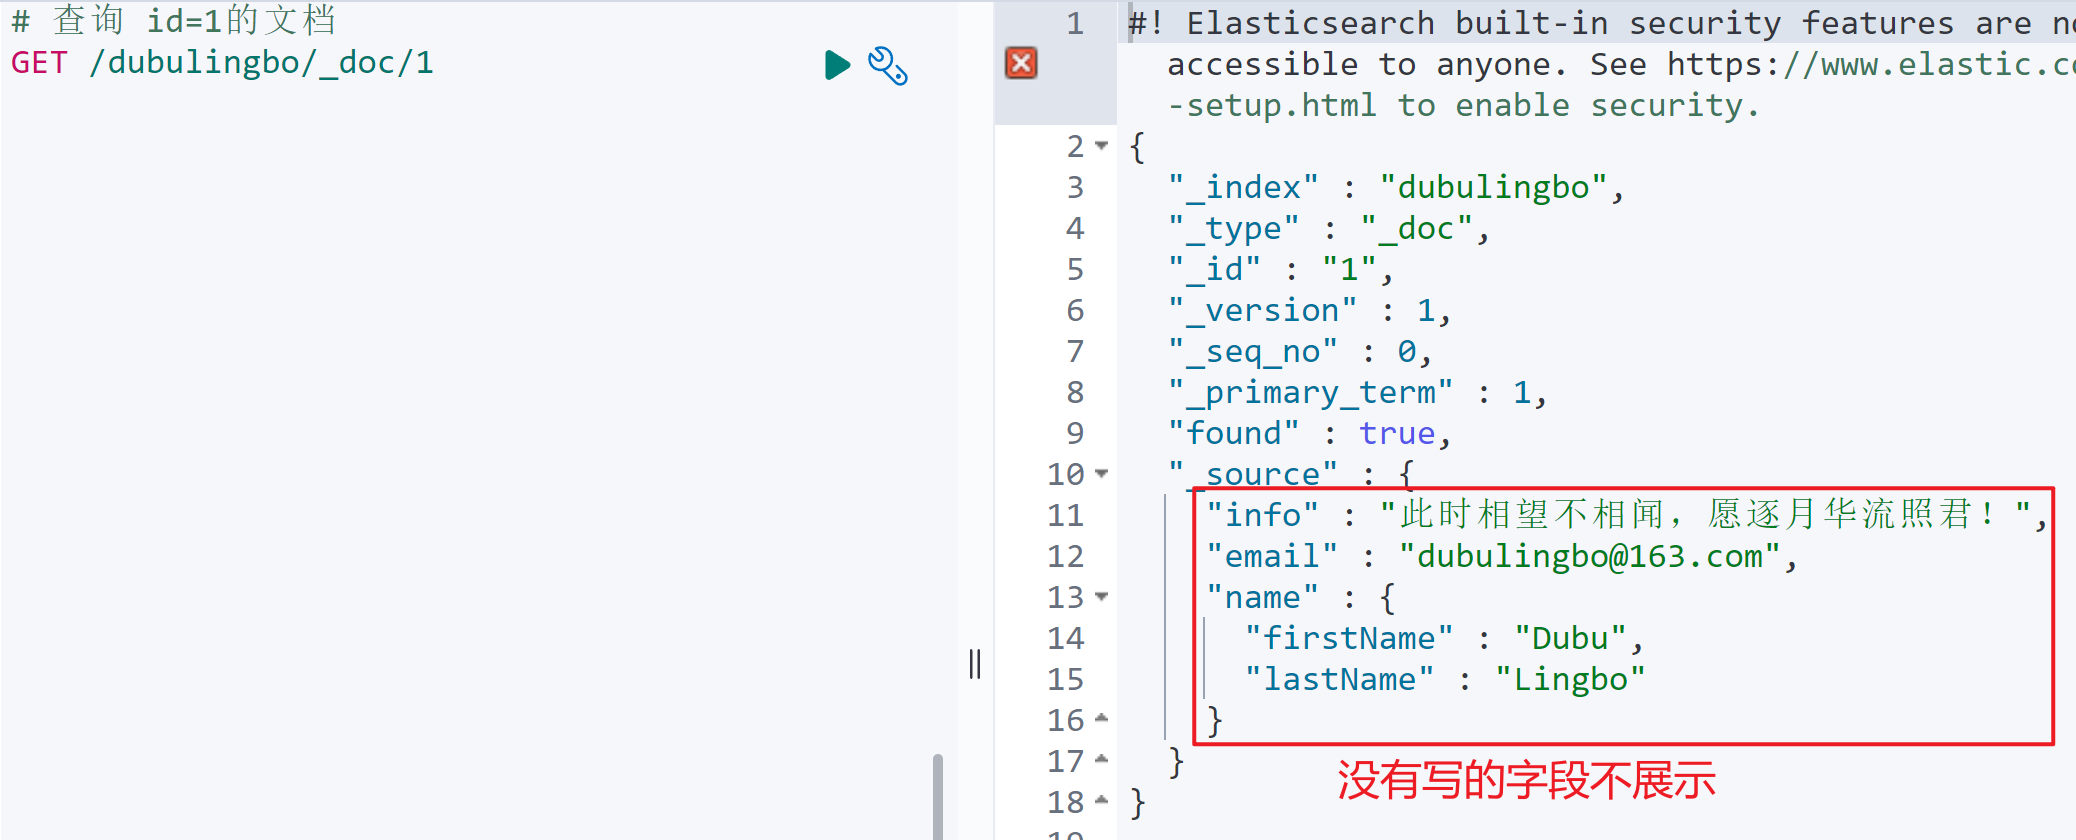 # 查询 id=1的文档
GET /dubulingbo/_doc/1
1 #! Elasticsearch built-in security features are
accessible to anyone. See https://www.elastic.
-setup.html to enable security.
2 {
3 "_index" : "dubulingbo",
4 "_type" : "_doc",
5 "_id" : "1",
6 "_version" : 1,
7 "_seq_no" : 0,
8 "_primary_term" : 1,
9 "found" : true,
10 "_source" : {
11 "info" : "此时相望不相闻，愿逐月华流照君！",
12 "email" : "dubulingbo@163.com",
13 "name" : {
14 "firstName" : "Dubu",
15 "lastName" : "Lingbo"
16 }
17 }
没有写的字段不展示
18 }